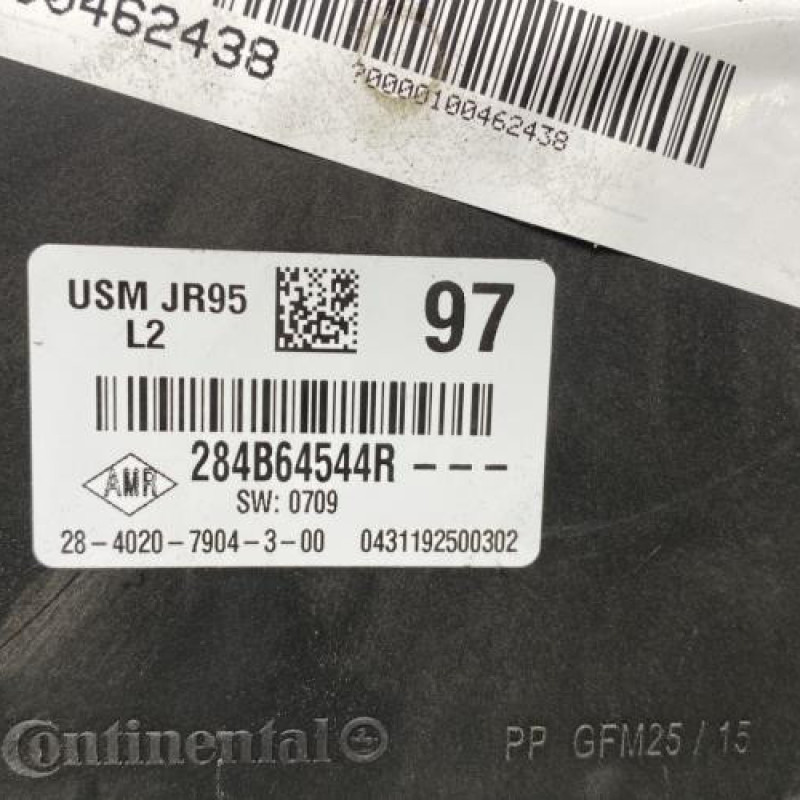 00462438
?0000100462438
USM JR95
L2
97
AMR
284B64544R - - -
SW: 0709
28-4020-7904-3-00 0431192500302
Continental
PP GFM25 / 15